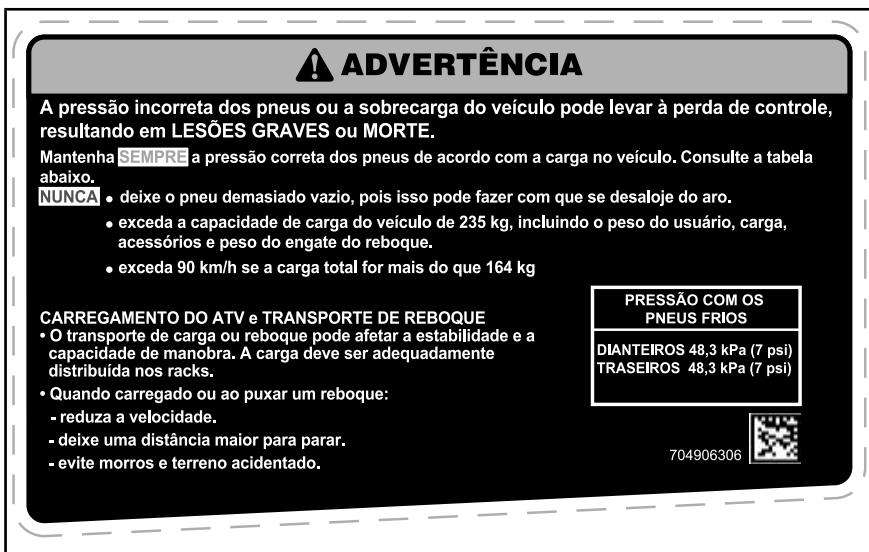 ADVERTÊNCIA
A pressão incorreta dos pneus ou a sobrecarga do veículo pode levar à perda de controle,
resultando em LESÕES GRAVES ou MORTE.
Mantenha SEMPRE a pressão correta dos pneus de acordo com a carga no veículo. Consulte a tabela
abaixo.
NUNCA • deixe o pneu demasiado vazio, pois isso pode fazer com que se desaloje do aro.
• exceda a capacidade de carga do veículo de 235 kg, incluindo o peso do usuário, carga,
acessórios e peso do engate do reboque.
• exceda 90 km/h se a carga total for mais do que 164 kg
CARREGAMENTO DO ATV e TRANSPORTE DE REBOQUE
• O transporte de carga ou reboque pode afetar a estabilidade e a
capacidade de manobra. A carga deve ser adequadamente
distribuída nos racks.
• Quando carregado ou ao puxar um reboque:
- reduza a velocidade.
- deixe uma distância maior para parar.
- evite morros e terreno acidentado.
PRESSÃO COM OS
PNEUS FRIOS
DIANTEIROS 48,3 kPa (7 psi)
TRASEIROS 48,3 kPa (7 psi)
704906306